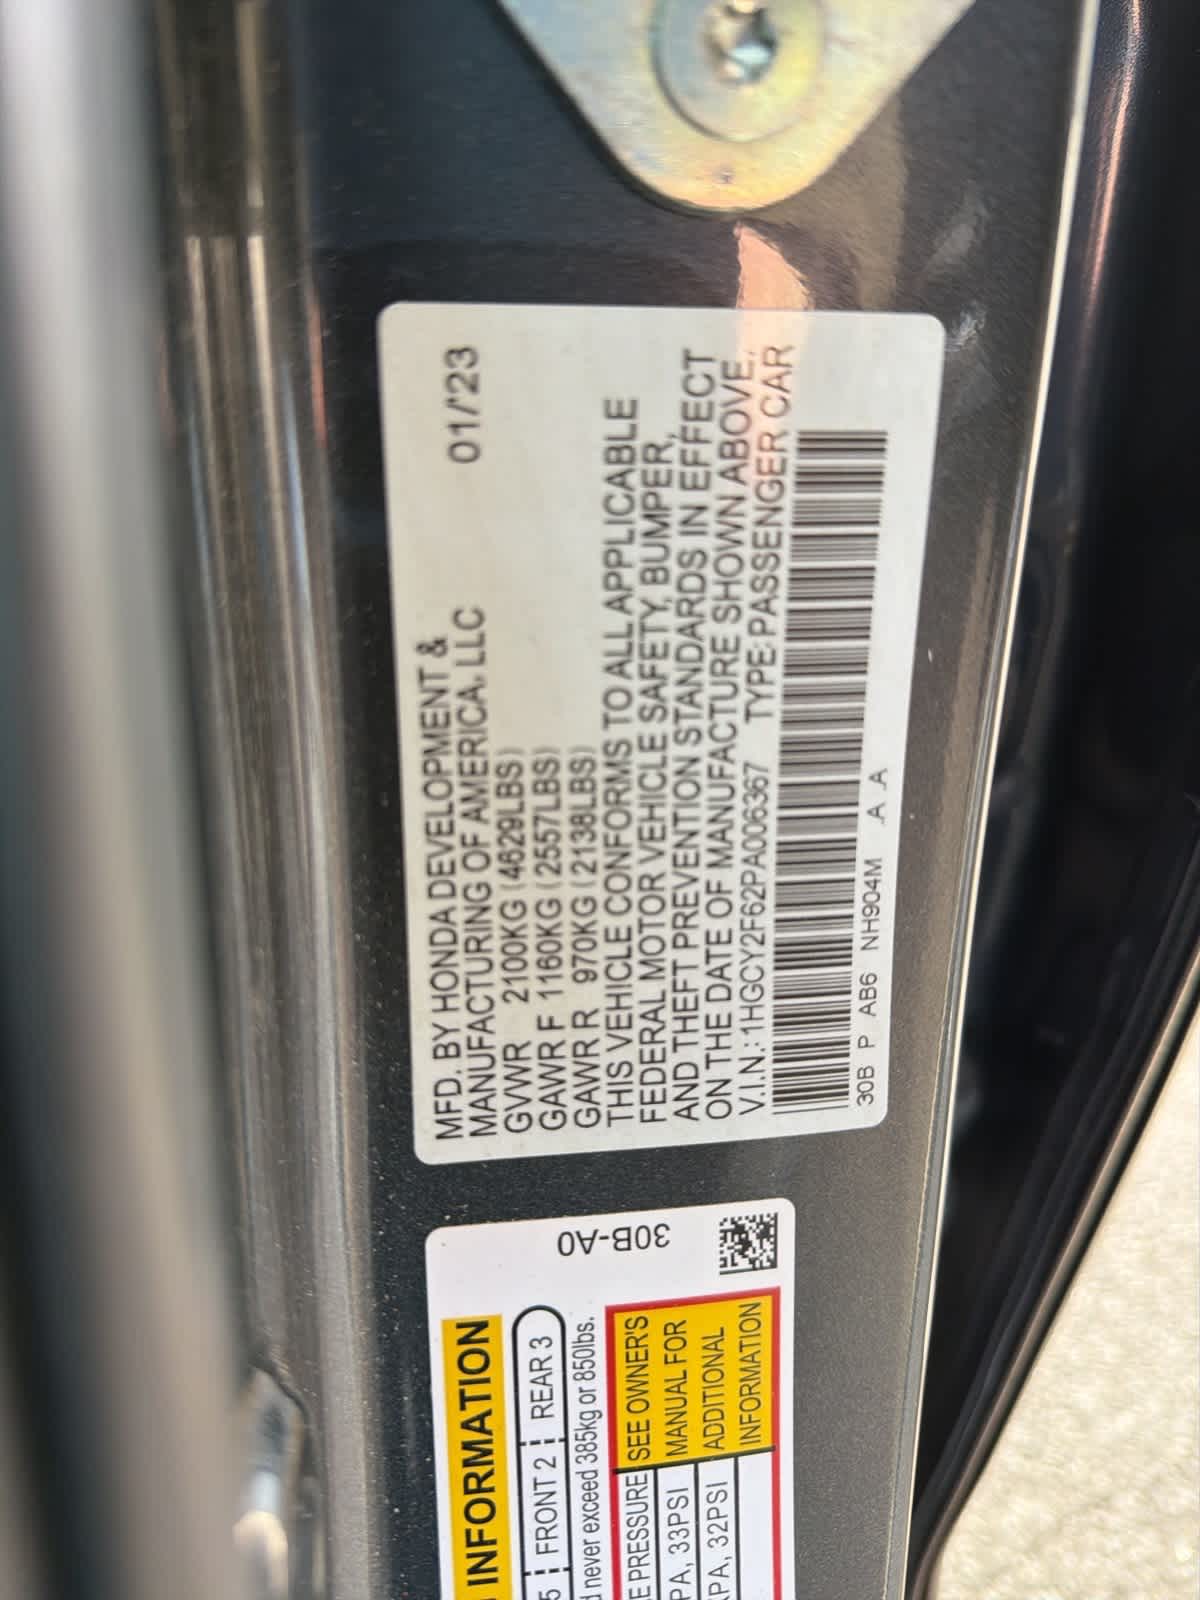 MFD. BY HONDA DEVELOPMENT &
MANUFACTURING OF AMERICA, LLC 01/'23
GVWR 2100KG (4629LBS)
GAWR F 1160KG (2557LBS)
GAWR R 970KG (2138LBS)
THIS VEHICLE CONFORMS TO ALL APPLICABLE
FEDERAL MOTOR VEHICLE SAFETY, BUMPER,
AND THEFT PREVENTION STANDARDS IN EFFECT
ON THE DATE OF MANUFACTURE SHOWN ABOVE.
V.I.N.: 1HGCY2F62PA006367 TYPE: PASSENGER CAR
30B P AB6 NH904M A A
30B-A0
INFORMATION
5 FRONT 2 REAR 3
never exceed 385kg or 850lbs.
PRESSURE
PA, 33PSI
PA, 32PSI
SEE OWNER'S
MANUAL FOR
ADDITIONAL
INFORMATION